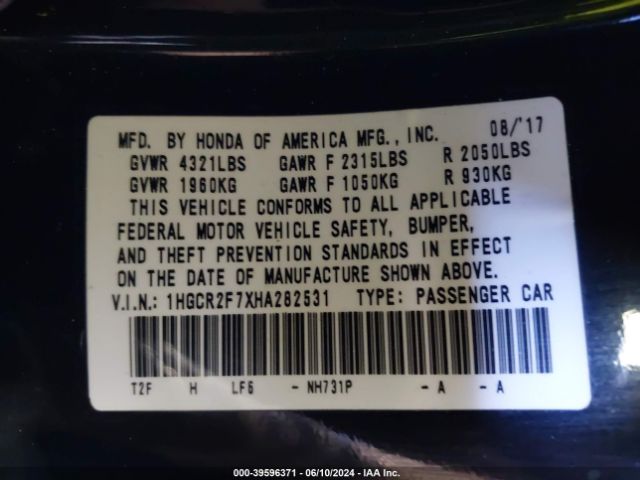 MFD. BY HONDA OF AMERICA MFG., INC. 08/'17
GVWR 4321LBS GAWR F 2315LBS R 2050LBS
GVWR 1960KG GAWR F 1050KG R 930KG
THIS VEHICLE CONFORMS TO ALL APPLICABLE
FEDERAL MOTOR VEHICLE SAFETY, BUMPER,
AND THEFT PREVENTION STANDARDS IN EFFECT
ON THE DATE OF MANUFACTURE SHOWN ABOVE.
V.I.N.: 1HGCR2F7XHA282531 TYPE: PASSENGER CAR
T2F H LF6 - NH731P - A - A
000-39596371 - 06/10/2024 - IAA Inc.